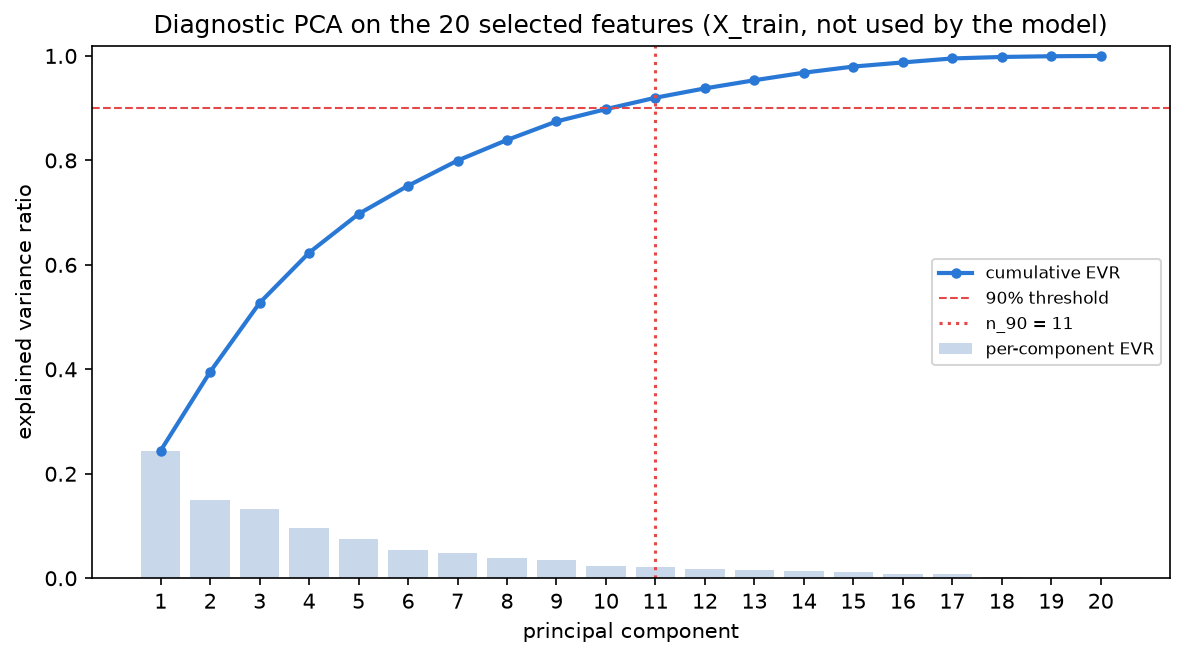 Diagnostic PCA on the 20 selected features (X_train, not used by the model)
explained variance ratio
1.0
0.8
0.6
0.4
0.2
0.0
cumulative EVR
90% threshold
n_90 = 11
per-component EVR
1 2 3 4 5 6 7 8 9 10 11 12 13 14 15 16 17 18 19 20
principal component